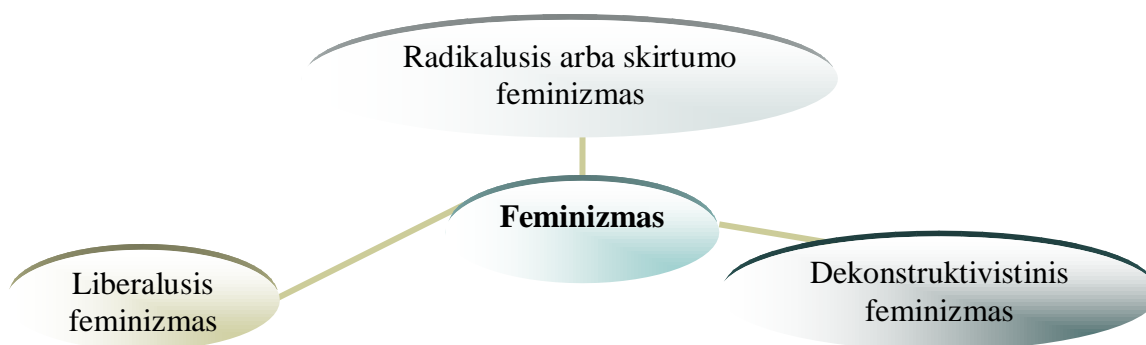 Radikalusis arba skirtumo
feminizmas
Feminizmas
Liberalusis
feminizmas
Dekonstruktivistinis
feminizmas